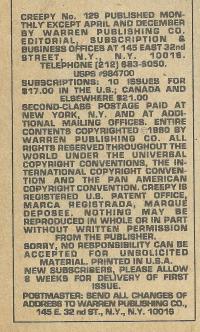 CREEPY No. 129 PUBLISHED MON-
THLY EXCEPT APRIL AND DECEMBER
BY WARREN PUBLISHING CO.
EDITORIAL, SUBSCRIPTION &
BUSINESS OFFICES AT 145 EAST 32nd
STREET, N.Y., N.Y. 10016.
TELEPHONE (212) 683-6050.
USPS #984700
SUBSCRIPTIONS: 10 ISSUES FOR
$17.00 IN THE U.S.; CANADA AND
ELSEWHERE $21.00
SECOND-CLASS POSTAGE PAID AT
NEW YORK, N.Y. AND AT ADDI-
TIONAL MAILING OFFICES. ENTIRE
CONTENTS COPYRIGHTED ©1980 BY
WARREN PUBLISHING CO. ALL
RIGHTS RESERVED THROUGHOUT THE
WORLD UNDER THE UNIVERSAL
COPYRIGHT CONVENTIONS, THE IN-
TERNATIONAL COPYRIGHT CONVEN-
TION AND THE PAN AMERICAN
COPYRIGHT CONVENTION. CREEPY IS
REGISTERED U.S. PATENT OFFICE,
MARCA REGISTRADA, MARQUE
DEPOSEE. NOTHING MAY BE
REPRODUCED IN WHOLE OR IN PART
WITHOUT WRITTEN PERMISSION
FROM THE PUBLISHER.
SORRY, NO RESPONSIBILITY CAN BE
ACCEPTED FOR UNSOLICITED
MATERIAL. PRINTED IN U.S.A.
NEW SUBSCRIBERS, PLEASE ALLOW
8 WEEKS FOR DELIVERY OF FIRST
ISSUE.
POSTMASTER: SEND ALL CHANGES OF
ADDRESS TO WARREN PUBLISHING CO.,
145 E. 32 nd ST., N.Y., N.Y. 10016